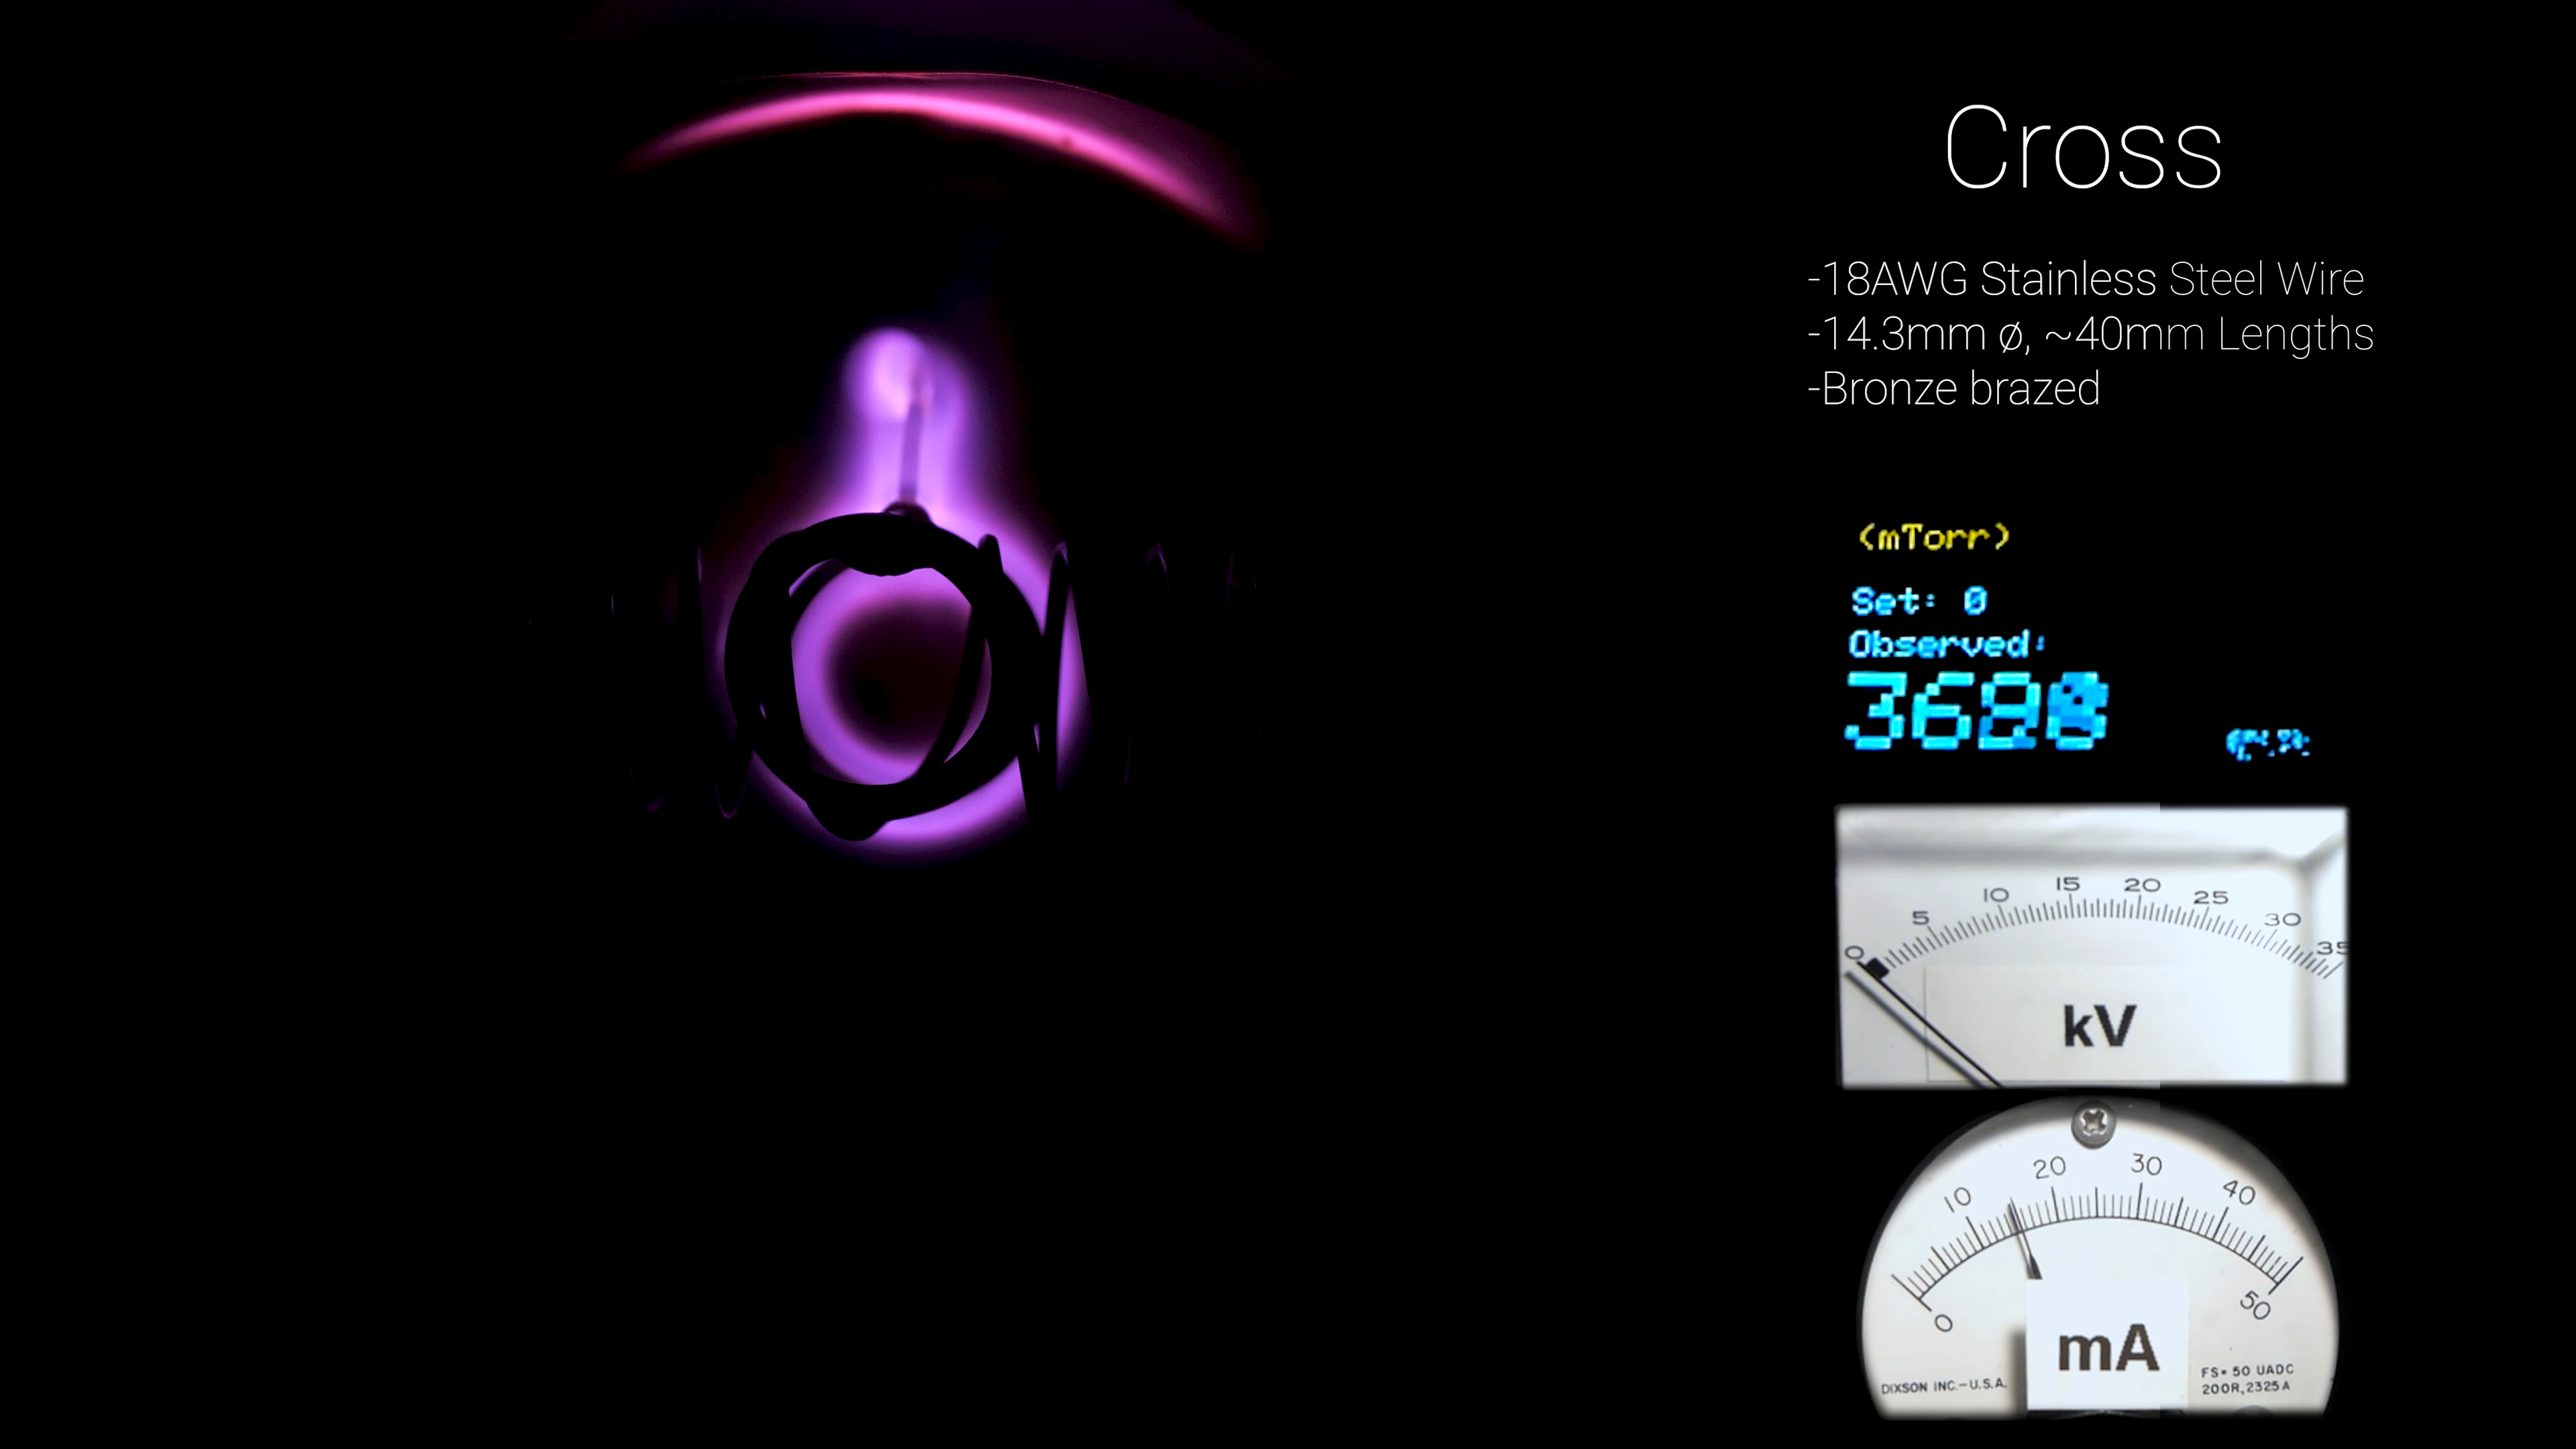 Cross
-18AWG Stainless Steel Wire
-14.3mm ø, ~40mm Lengths
-Bronze brazed
(mTorr)
Set: 0
Observed:
0 5 10 15 20 25 30 35
kV
0 10 20 30 40 50
mA
DIXSON INC.-U.S.A.
FS= 50 UADC
200R,2325A